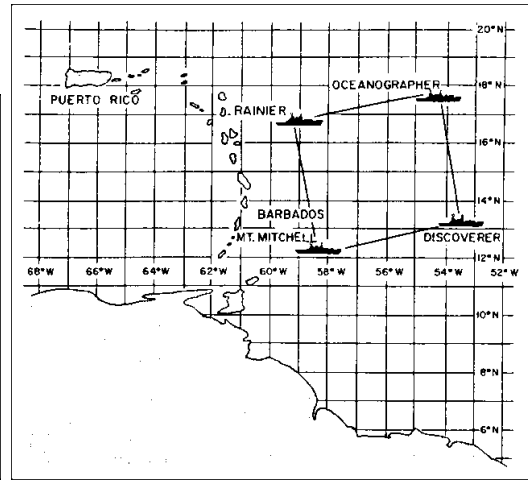 20°N
OCEANOGRAPHER
18°N
PUERTO RICO
RAINIER
16°N
14°N
BARBADOS
MT. MITCHELL
DISCOVERER
12°N
68°W 66°W 64°W 62°W 60°W 58°W 56°W 54°W 52°W
10°N
8°N
6°N